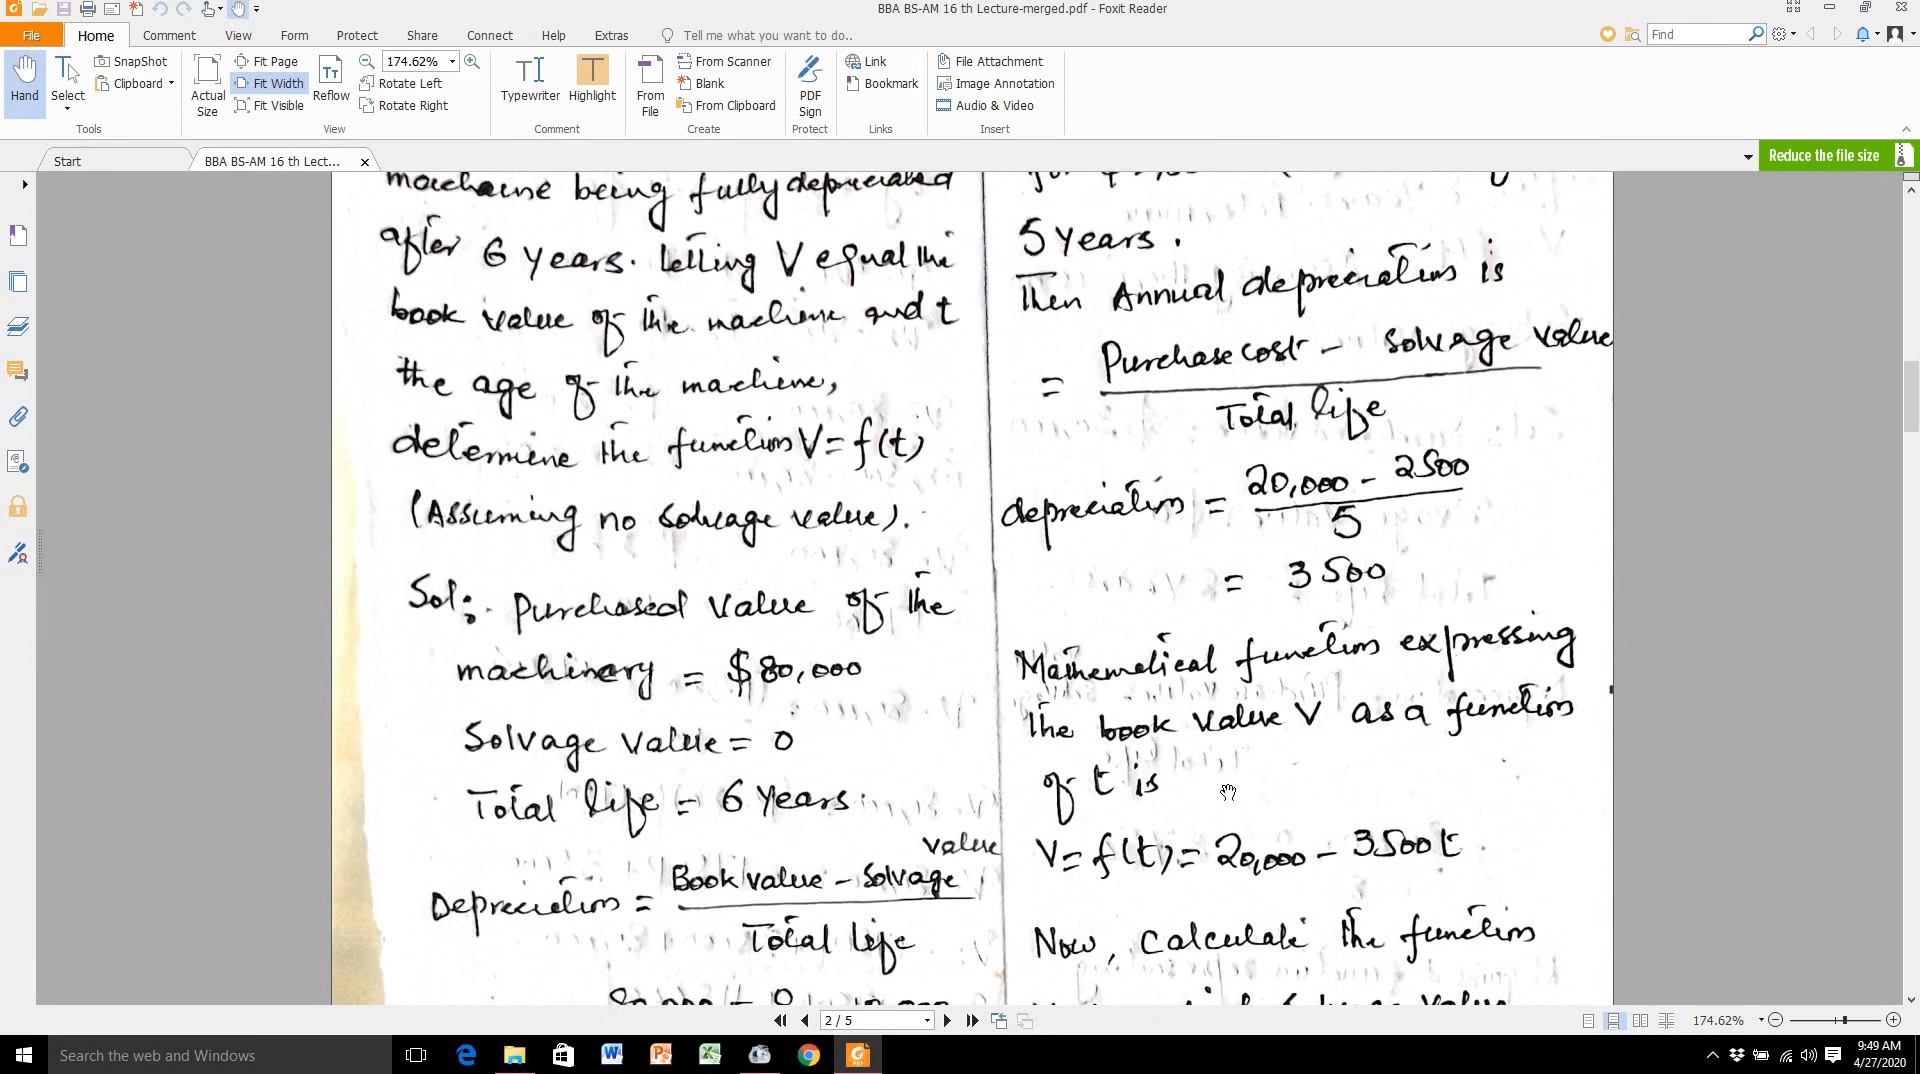 BBA BS-AM 16 th Lecture-merged.pdf - Foxit Reader
File Home Comment View Form Protect Share Connect Help Extras Tell me what you want to do.. Find
Hand
Select
SnapShot
Clipboard
Actual Size
Fit Page
Fit Width
Fit Visible
Reflow
174.62%
Rotate Left
Rotate Right
Typewriter
Highlight
From File
From Scanner
Blank
From Clipboard
PDF Sign
Link
Bookmark
File Attachment
Image Annotation
Audio & Video
Tools View Comment Create Protect Links Insert
Start
BBA BS-AM 16 th Lect...
Reduce the file size
machine being fully depreciated
after 6 years. letting V equal the
book value of the machine and t
the age of the machine,
determine the function V = f(t)
(Assuming no solvage value).
Sol:. Purchased value of the
machinery = $80,000
Solvage value = 0
Total life = 6 years.
value
Depreciation = Book value - Solvage
Total life
5 years.
Then Annual depreciation is
= Purchase cost - solvage value
Total life
depreciation = 20,000 - 2500
5
= 3500
Mathematical function expressing
the book value V as a function
of t is
V = f(t) = 20,000 - 3500t
Now, calculate the function
2 / 5
174.62%
Search the web and Windows
9:49 AM
4/27/2020